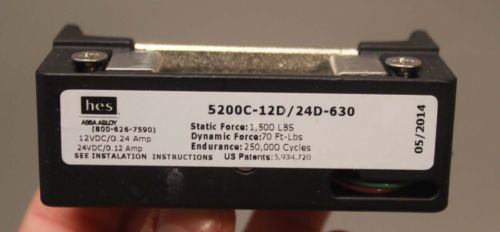 hes
ASSA ABLOY
(800-626-7590)
12VDC/0.24 Amp
24VDC/0.12 Amp
SEE INSTALATION INSTRUCTIONS
5200C-12D/24D-630
Static Force:1,500 LBS
Dynamic Force:70 Ft-Lbs
Endurance: 250,000 Cycles
US Patents:5,934,720
05/2014